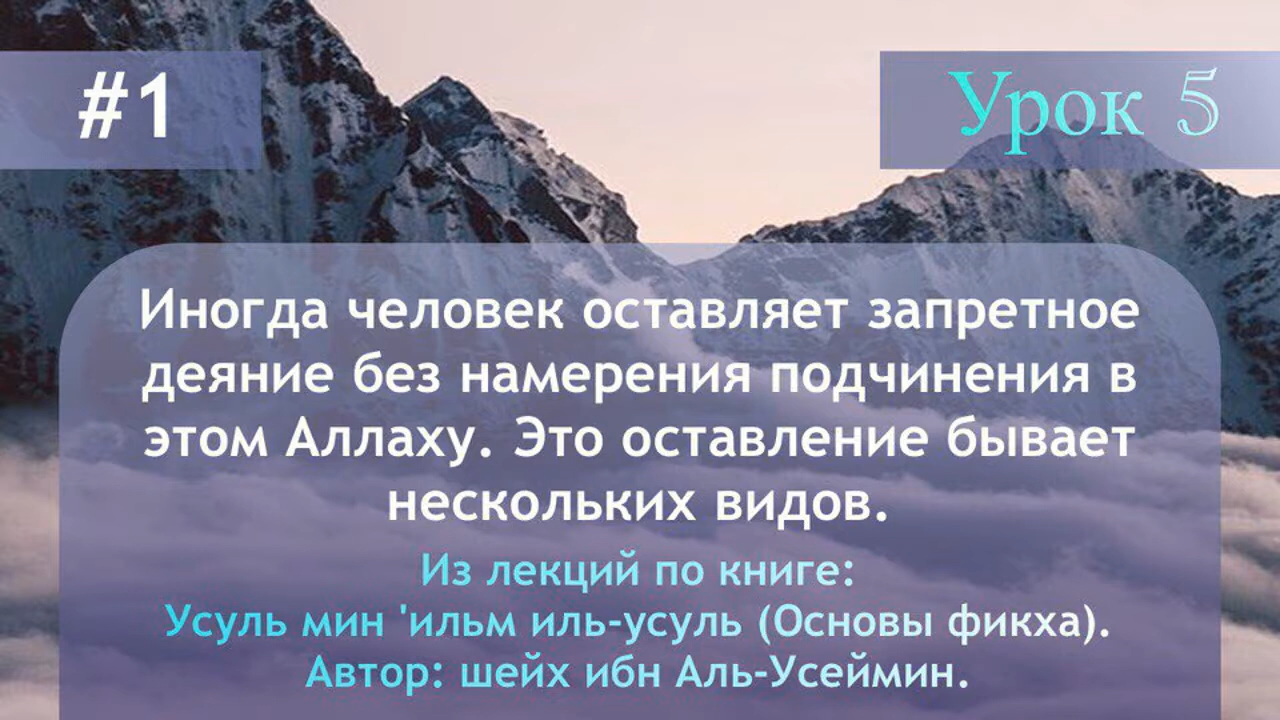 #1
Урок 5
Иногда человек оставляет запретное
деяние без намерения подчинения в
этом Аллаху. Это оставление бывает
нескольких видов.
Из лекций по книге:
Усуль мин 'ильм иль-усуль (Основы фикха).
Автор: шейх ибн Аль-Усеймин.